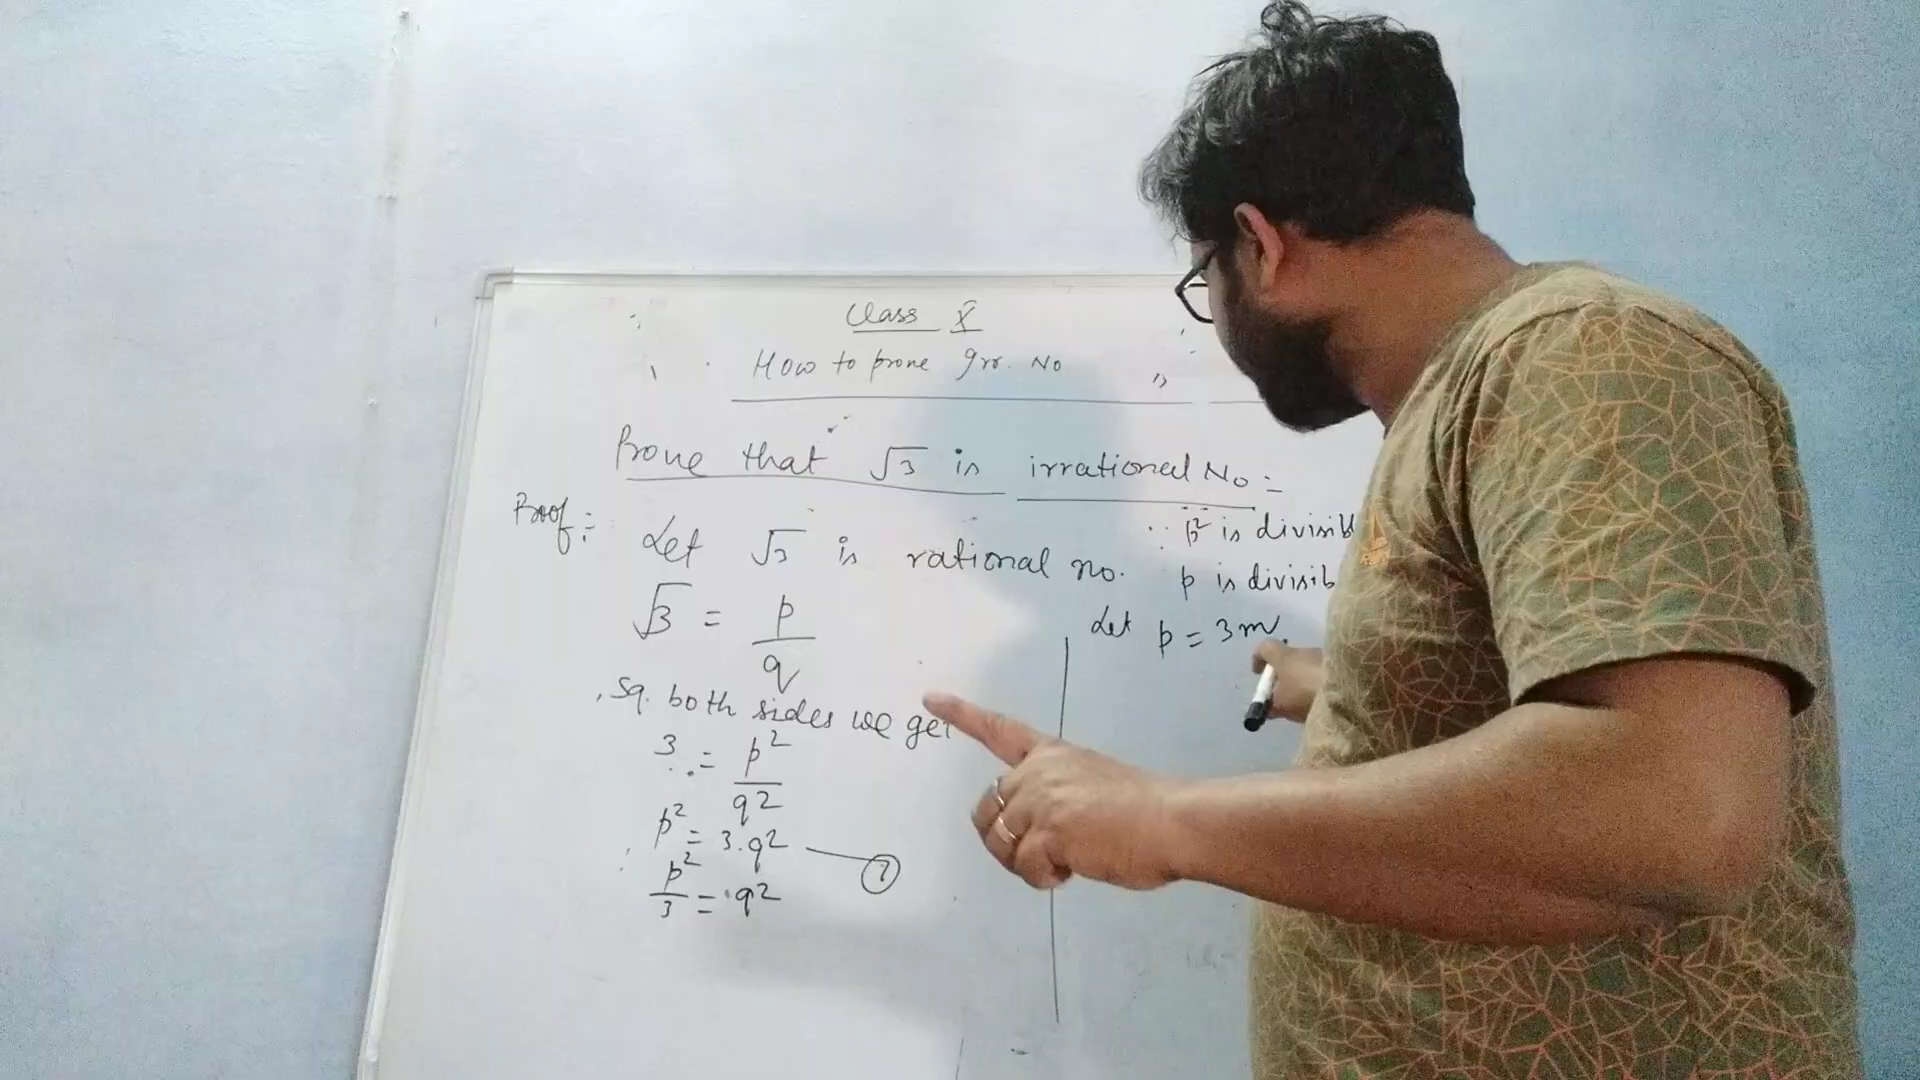 Class X
How to prove Irr. No
Prove that √3 is irrational No :-
Proof :-
Let √3 is rational no.
√3 = p/q
Sq. both sides we get
3 = p²/q²
p² = 3.q² — ①
p²/3 = q²
∵ p² is divisib
p is divisib
Let p = 3m